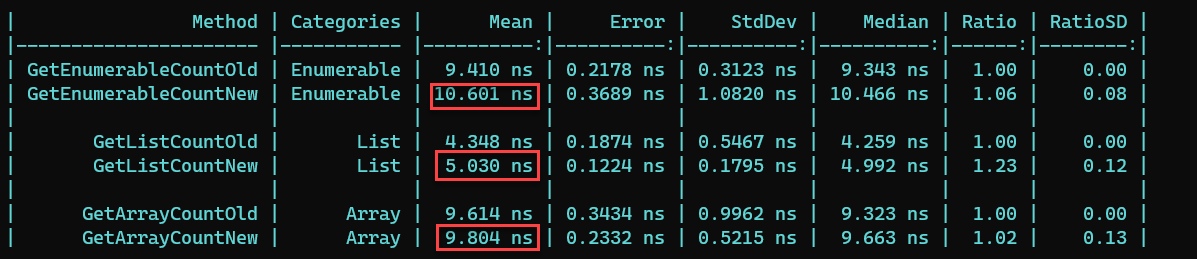 | Method | Categories | Mean | Error | StdDev | Median | Ratio | RatioSD |
|---------------------- |----------- |----------:|----------:|----------:|----------:|------:|--------:|
| GetEnumerableCountOld | Enumerable | 9.410 ns | 0.2178 ns | 0.3123 ns | 9.343 ns | 1.00 | 0.00 |
| GetEnumerableCountNew | Enumerable | 10.601 ns | 0.3689 ns | 1.0820 ns | 10.466 ns | 1.06 | 0.08 |
| | | | | | | | |
| GetListCountOld | List | 4.348 ns | 0.1874 ns | 0.5467 ns | 4.259 ns | 1.00 | 0.00 |
| GetListCountNew | List | 5.030 ns | 0.1224 ns | 0.1795 ns | 4.992 ns | 1.23 | 0.12 |
| | | | | | | | |
| GetArrayCountOld | Array | 9.614 ns | 0.3434 ns | 0.9962 ns | 9.323 ns | 1.00 | 0.00 |
| GetArrayCountNew | Array | 9.804 ns | 0.2332 ns | 0.5215 ns | 9.663 ns | 1.02 | 0.13 |